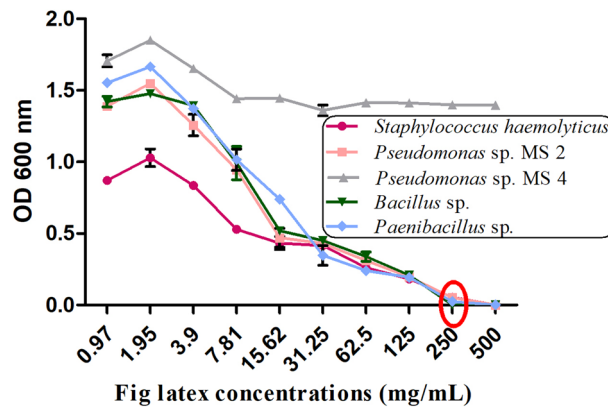 2.0
1.5
1.0
0.5
0.0
OD 600 nm
Staphylococcus haemolyticus
Pseudomonas sp. MS 2
Pseudomonas sp. MS 4
Bacillus sp.
Paenibacillus sp.
0.97 1.95 3.9 7.81 15.62 31.25 62.5 125 250 500
Fig latex concentrations (mg/mL)